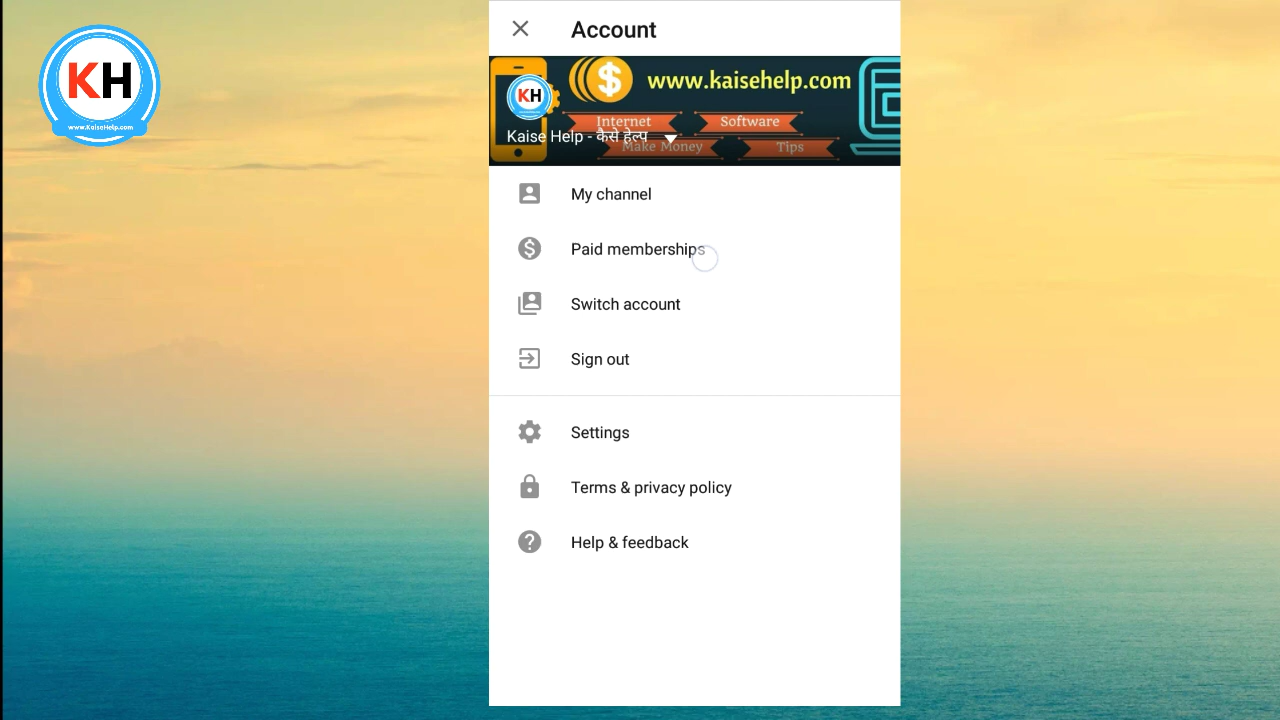 KH
www.KaiseHelp.com
Account
www.kaisehelp.com
KH
Internet
Software
Kaise Help - कैसे हेल्प
Make Money
Tips
My channel
Paid memberships
Switch account
Sign out
Settings
Terms & privacy policy
Help & feedback